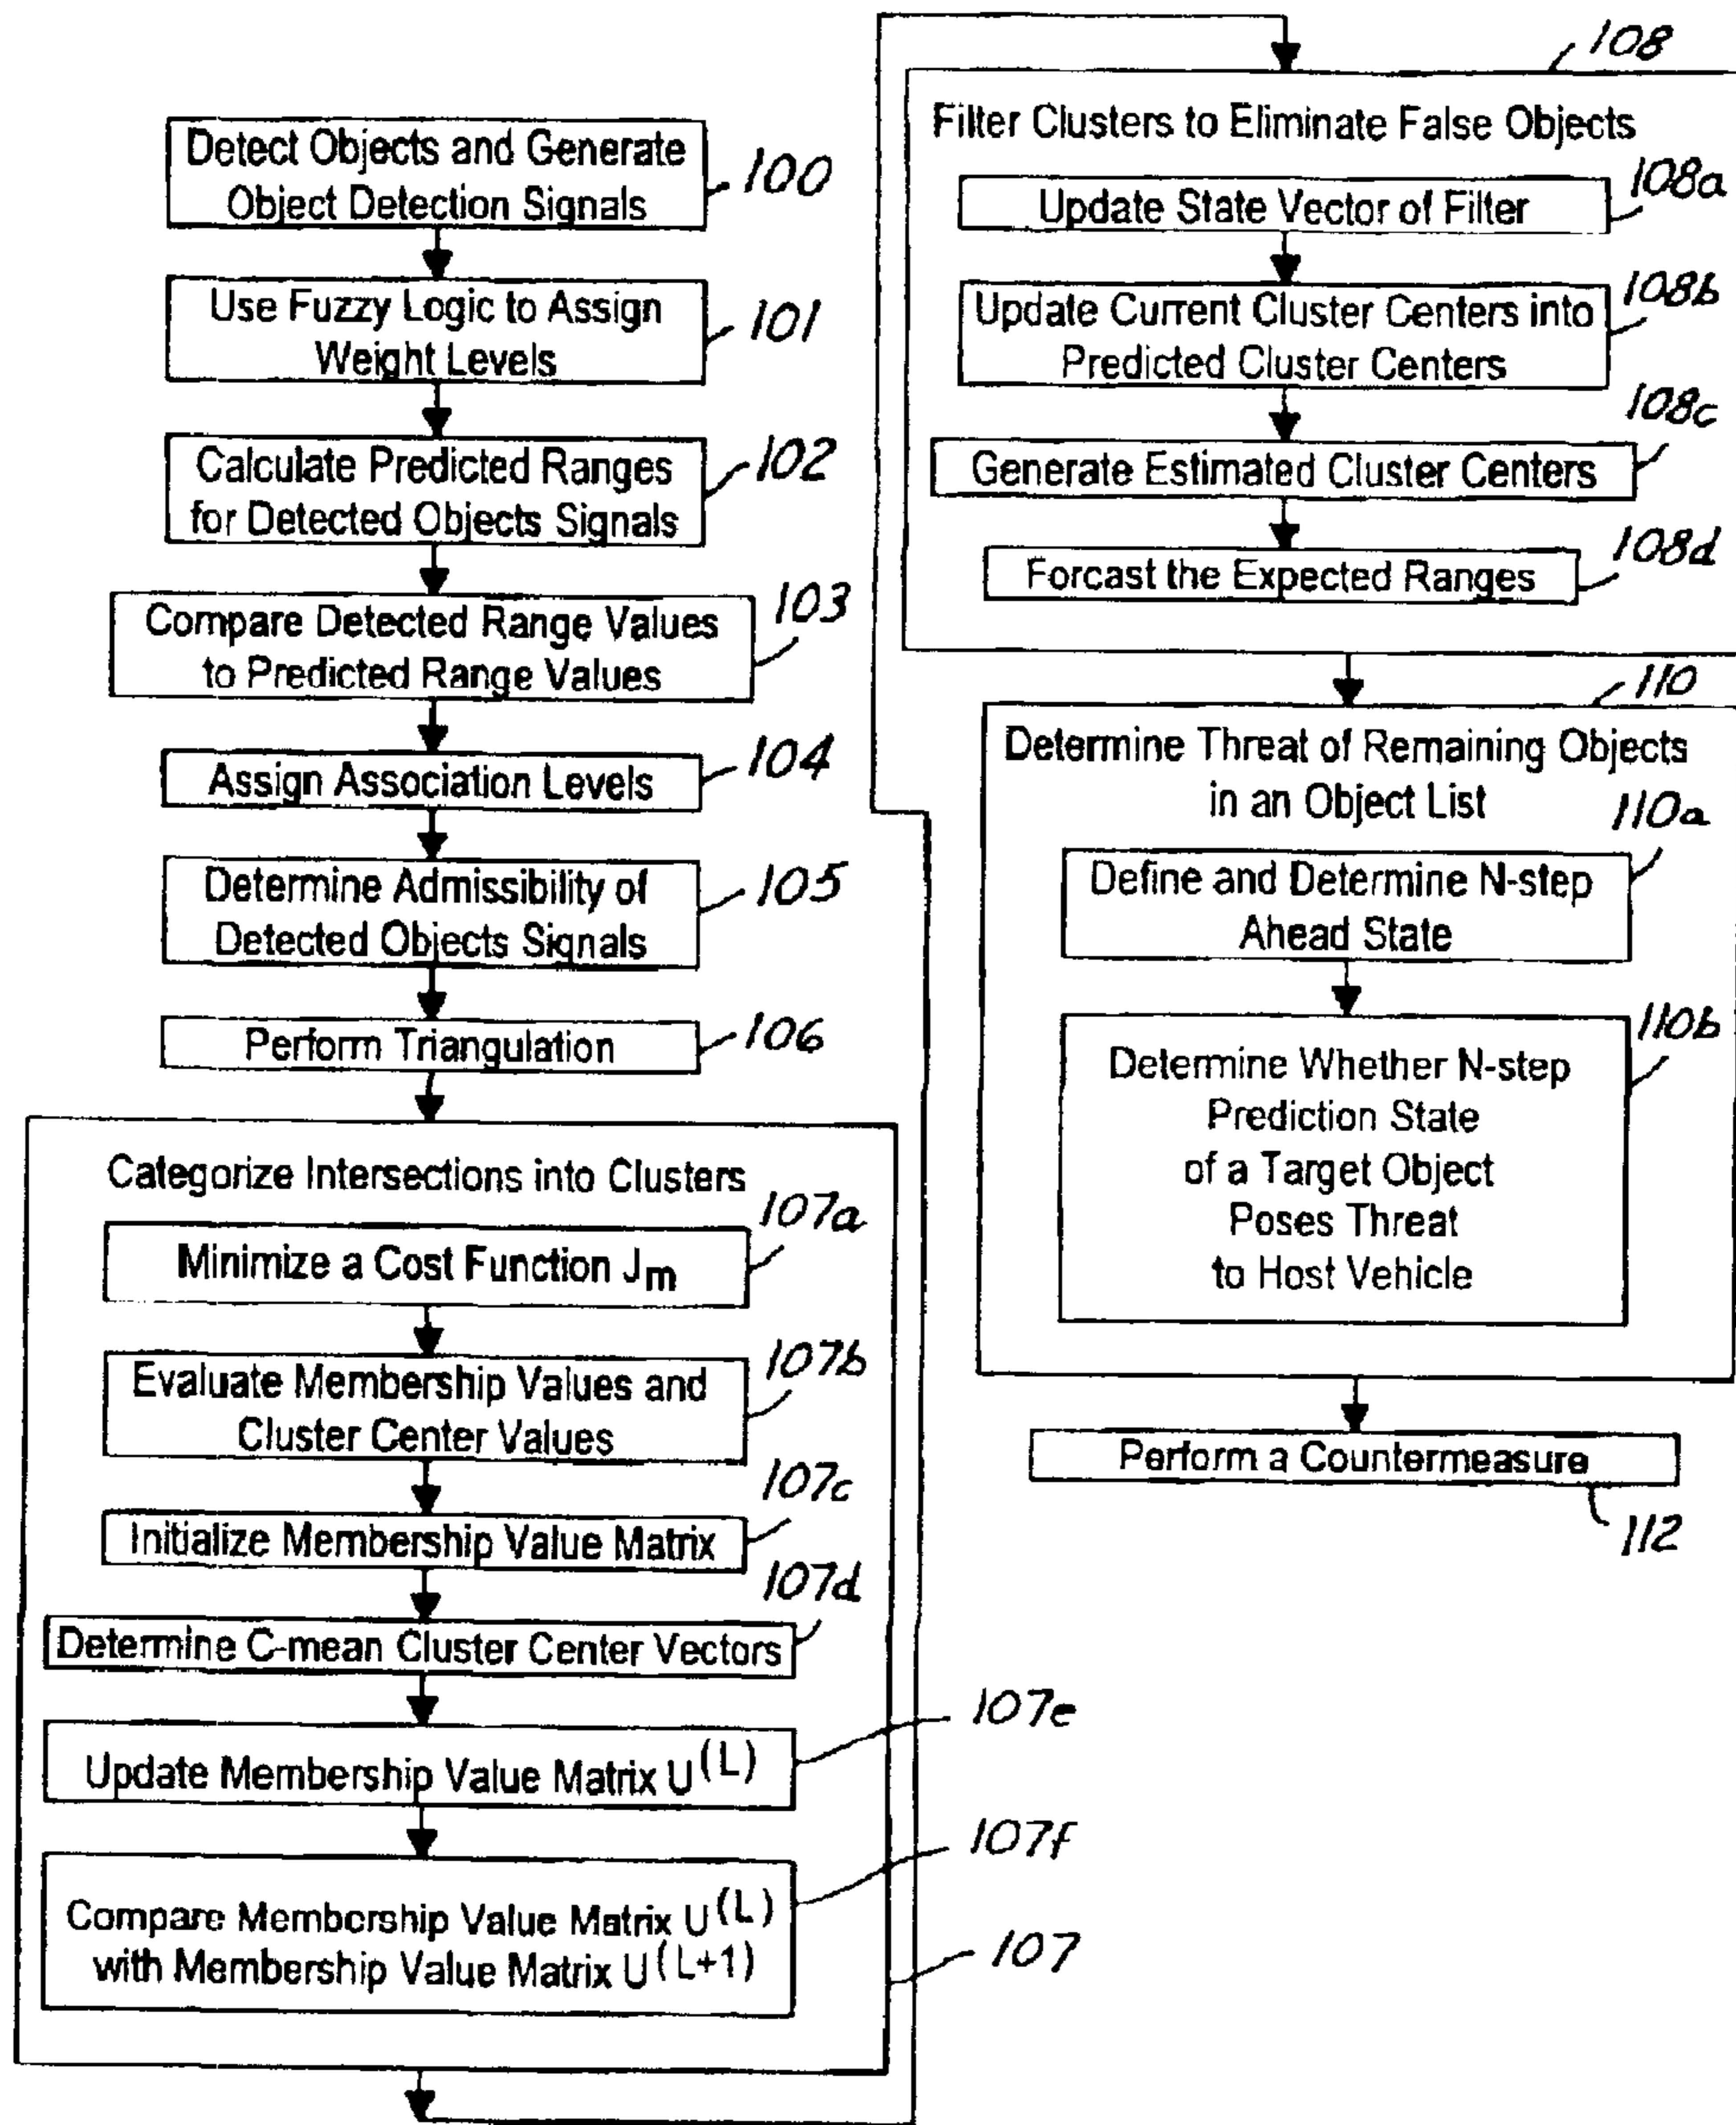 Detect Objects and Generate
Object Detection Signals
100
Use Fuzzy Logic to Assign
Weight Levels
101
Calculate Predicted Ranges
for Detected Objects Signals
102
Compare Detected Range Values
to Predicted Range Values
103
Assign Association Levels
104
Determine Admissibility of
Detected Objects Signals
105
Perform Triangulation
106
Categorize Intersections into Clusters
107a
Minimize a Cost Function Jm
107b
Evaluate Membership Values and
Cluster Center Values
107c
Initialize Membership Value Matrix
107d
Determine C-mean Cluster Center Vectors
107e
Update Membership Value Matrix U(L)
107f
Compare Membership Value Matrix U(L)
with Membership Value Matrix U(L+1)
107
108
Filter Clusters to Eliminate False Objects
108a
Update State Vector of Filter
108b
Update Current Cluster Centers into
Predicted Cluster Centers
108c
Generate Estimated Cluster Centers
108d
Forcast the Expected Ranges
110
Determine Threat of Remaining Objects
in an Object List
110a
Define and Determine N-step
Ahead State
110b
Determine Whether N-step
Prediction State
of a Target Object
Poses Threat
to Host Vehicle
Perform a Countermeasure
112